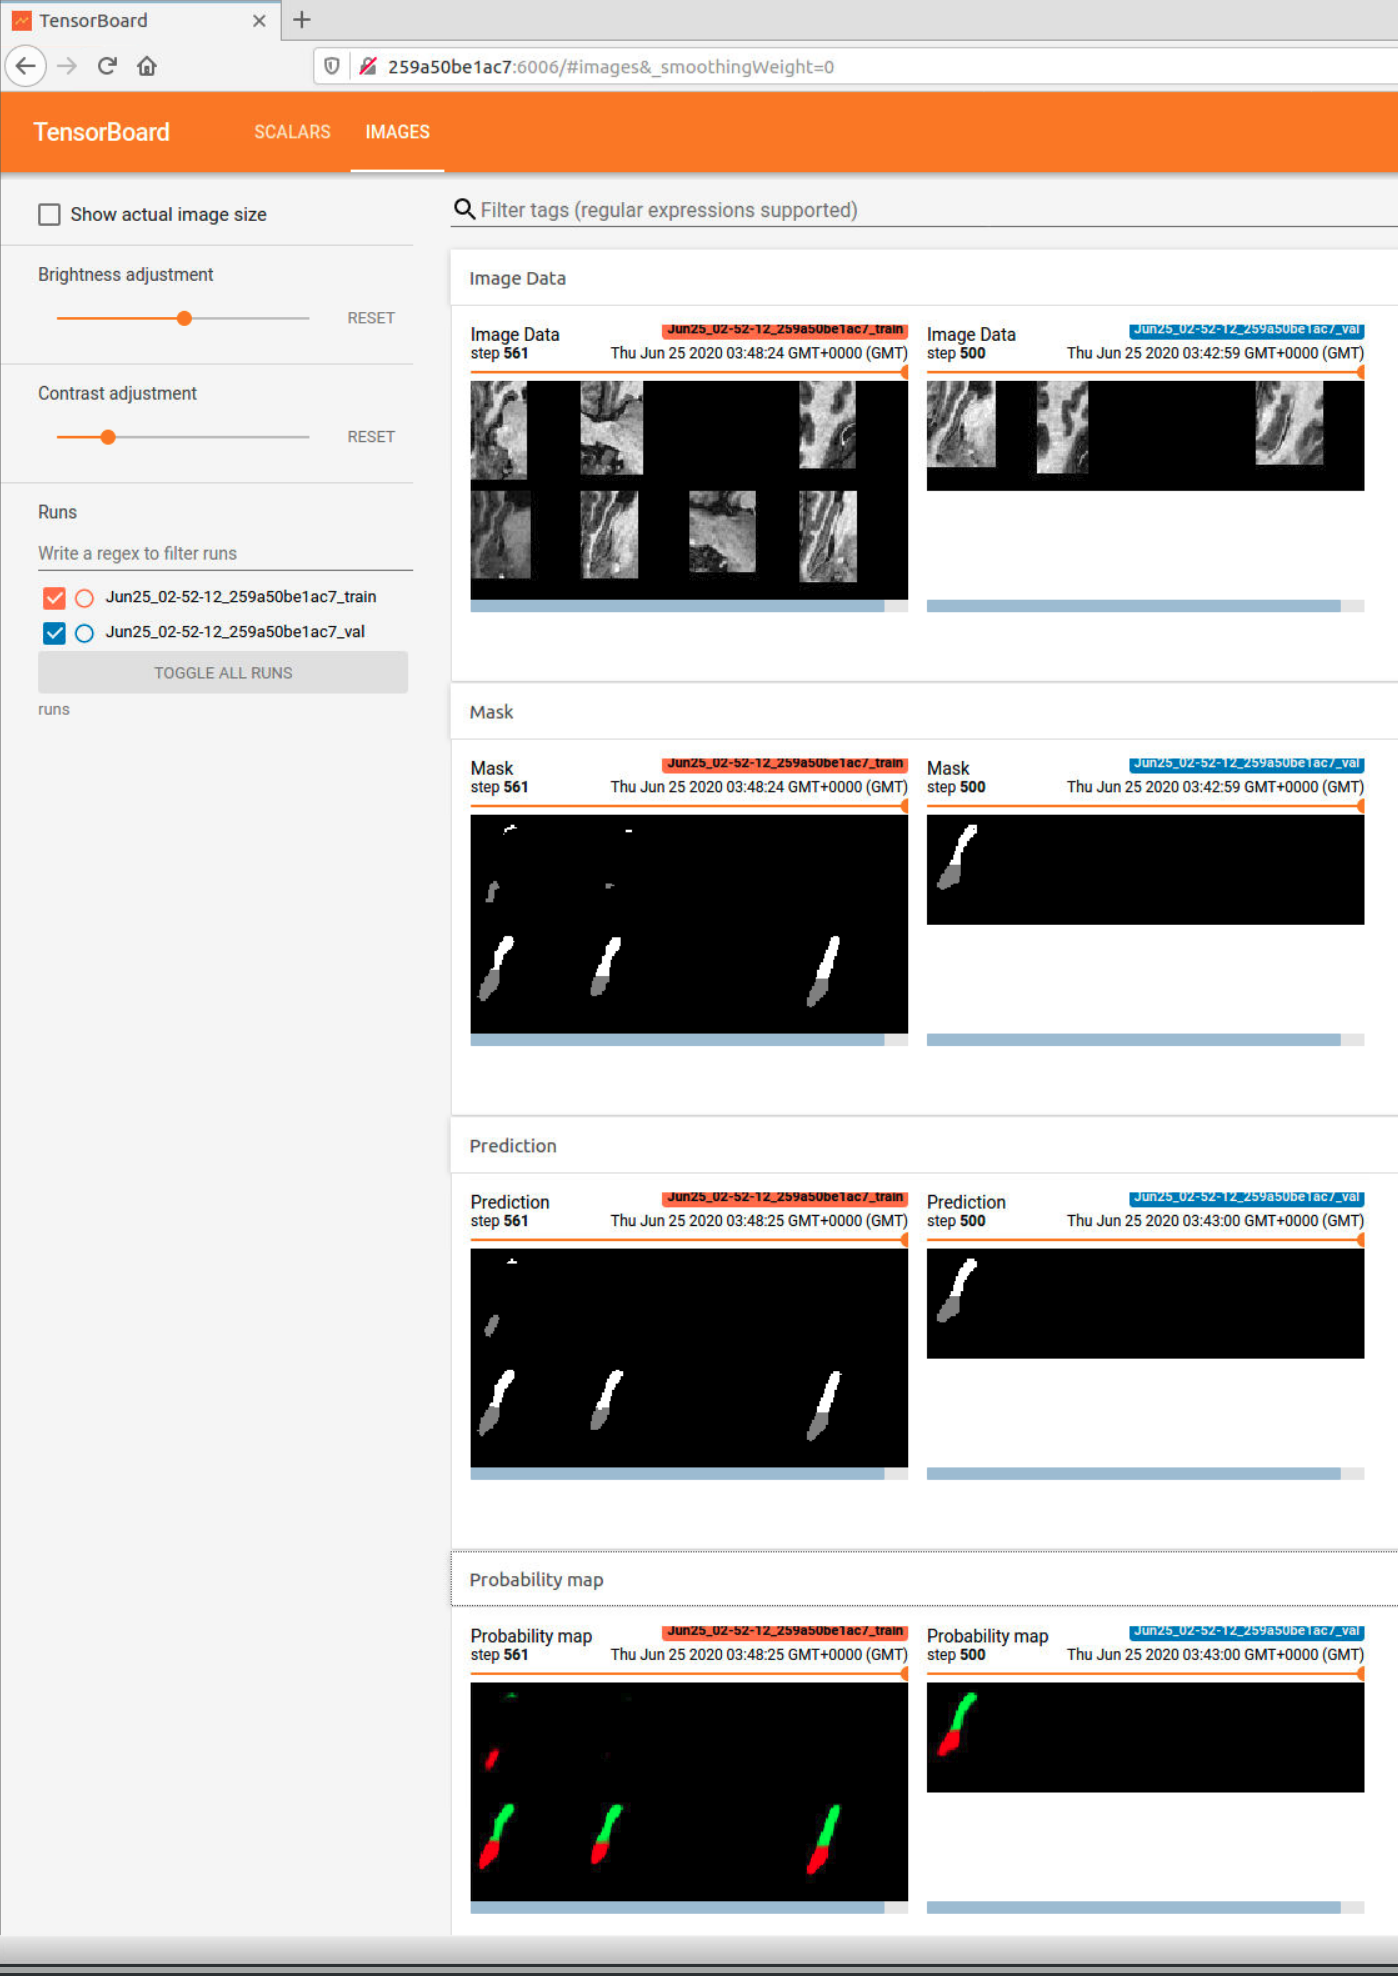 TensorBoard
259a50be1ac7:6006/#images&_smoothingWeight=0
TensorBoard
SCALARS
IMAGES
Show actual image size
Filter tags (regular expressions supported)
Brightness adjustment
RESET
Contrast adjustment
RESET
Runs
Write a regex to filter runs
Jun25_02-52-12_259a50be1ac7_train
Jun25_02-52-12_259a50be1ac7_val
TOGGLE ALL RUNS
runs
Image Data
Image Data
Jun25_02-52-12_259a50be1ac7_train
step 561
Thu Jun 25 2020 03:48:24 GMT+0000 (GMT)
Image Data
Jun25_02-52-12_259a50be1ac7_val
step 500
Thu Jun 25 2020 03:42:59 GMT+0000 (GMT)
Mask
Mask
Jun25_02-52-12_259a50be1ac7_train
step 561
Thu Jun 25 2020 03:48:24 GMT+0000 (GMT)
Mask
Jun25_02-52-12_259a50be1ac7_val
step 500
Thu Jun 25 2020 03:42:59 GMT+0000 (GMT)
Prediction
Prediction
Jun25_02-52-12_259a50be1ac7_train
step 561
Thu Jun 25 2020 03:48:25 GMT+0000 (GMT)
Prediction
Jun25_02-52-12_259a50be1ac7_val
step 500
Thu Jun 25 2020 03:43:00 GMT+0000 (GMT)
Probability map
Probability map
Jun25_02-52-12_259a50be1ac7_train
step 561
Thu Jun 25 2020 03:48:25 GMT+0000 (GMT)
Probability map
Jun25_02-52-12_259a50be1ac7_val
step 500
Thu Jun 25 2020 03:43:00 GMT+0000 (GMT)